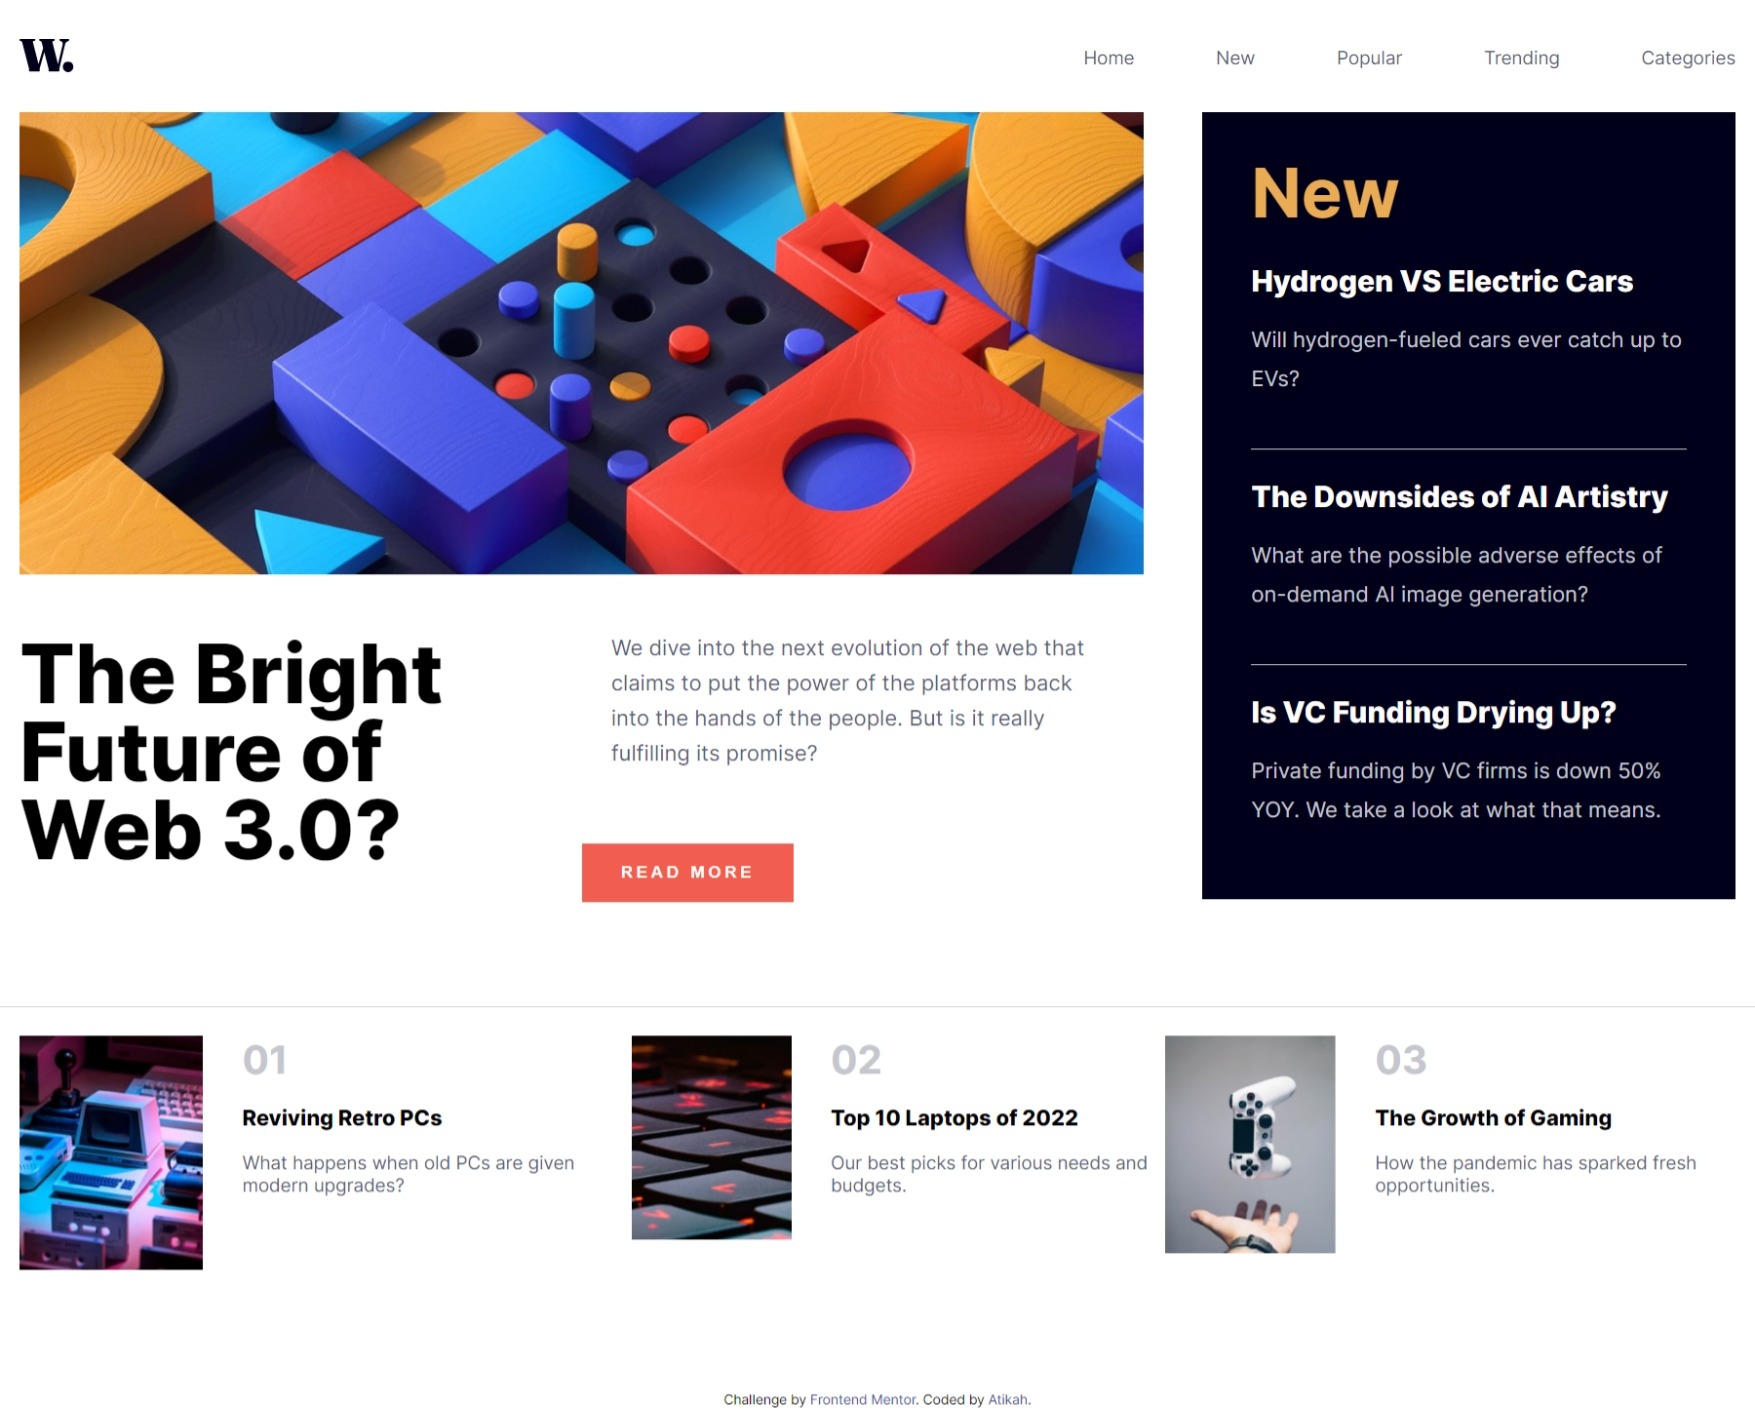 W.
Home
New
Popular
Trending
Categories
New
Hydrogen VS Electric Cars
Will hydrogen-fueled cars ever catch up to
EVs?
The Downsides of AI Artistry
What are the possible adverse effects of
on-demand AI image generation?
Is VC Funding Drying Up?
Private funding by VC firms is down 50%
YOY. We take a look at what that means.
The Bright
Future of
Web 3.0?
We dive into the next evolution of the web that
claims to put the power of the platforms back
into the hands of the people. But is it really
fulfilling its promise?
READ MORE
01
Reviving Retro PCs
What happens when old PCs are given
modern upgrades?
02
Top 10 Laptops of 2022
Our best picks for various needs and
budgets.
03
The Growth of Gaming
How the pandemic has sparked fresh
opportunities.
Challenge by Frontend Mentor. Coded by Atikah.